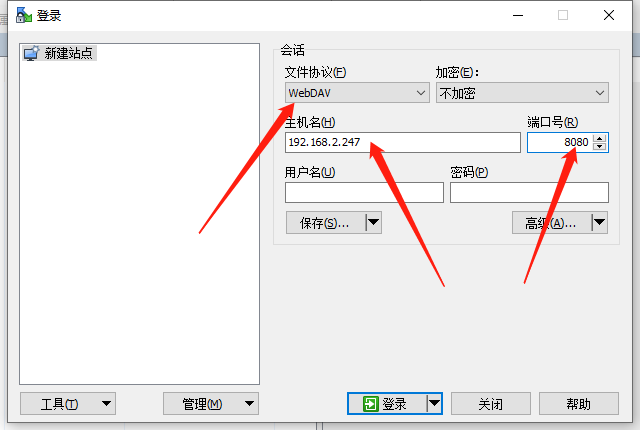 登录
新建站点
会话
文件协议(F)
加密(E):
WebDAV
不加密
主机名(H)
端口号(R)
192.168.2.247
8080
用户名(U)
密码(P)
保存(S)...
高级(A)...
工具(T)
管理(M)
登录
关闭
帮助